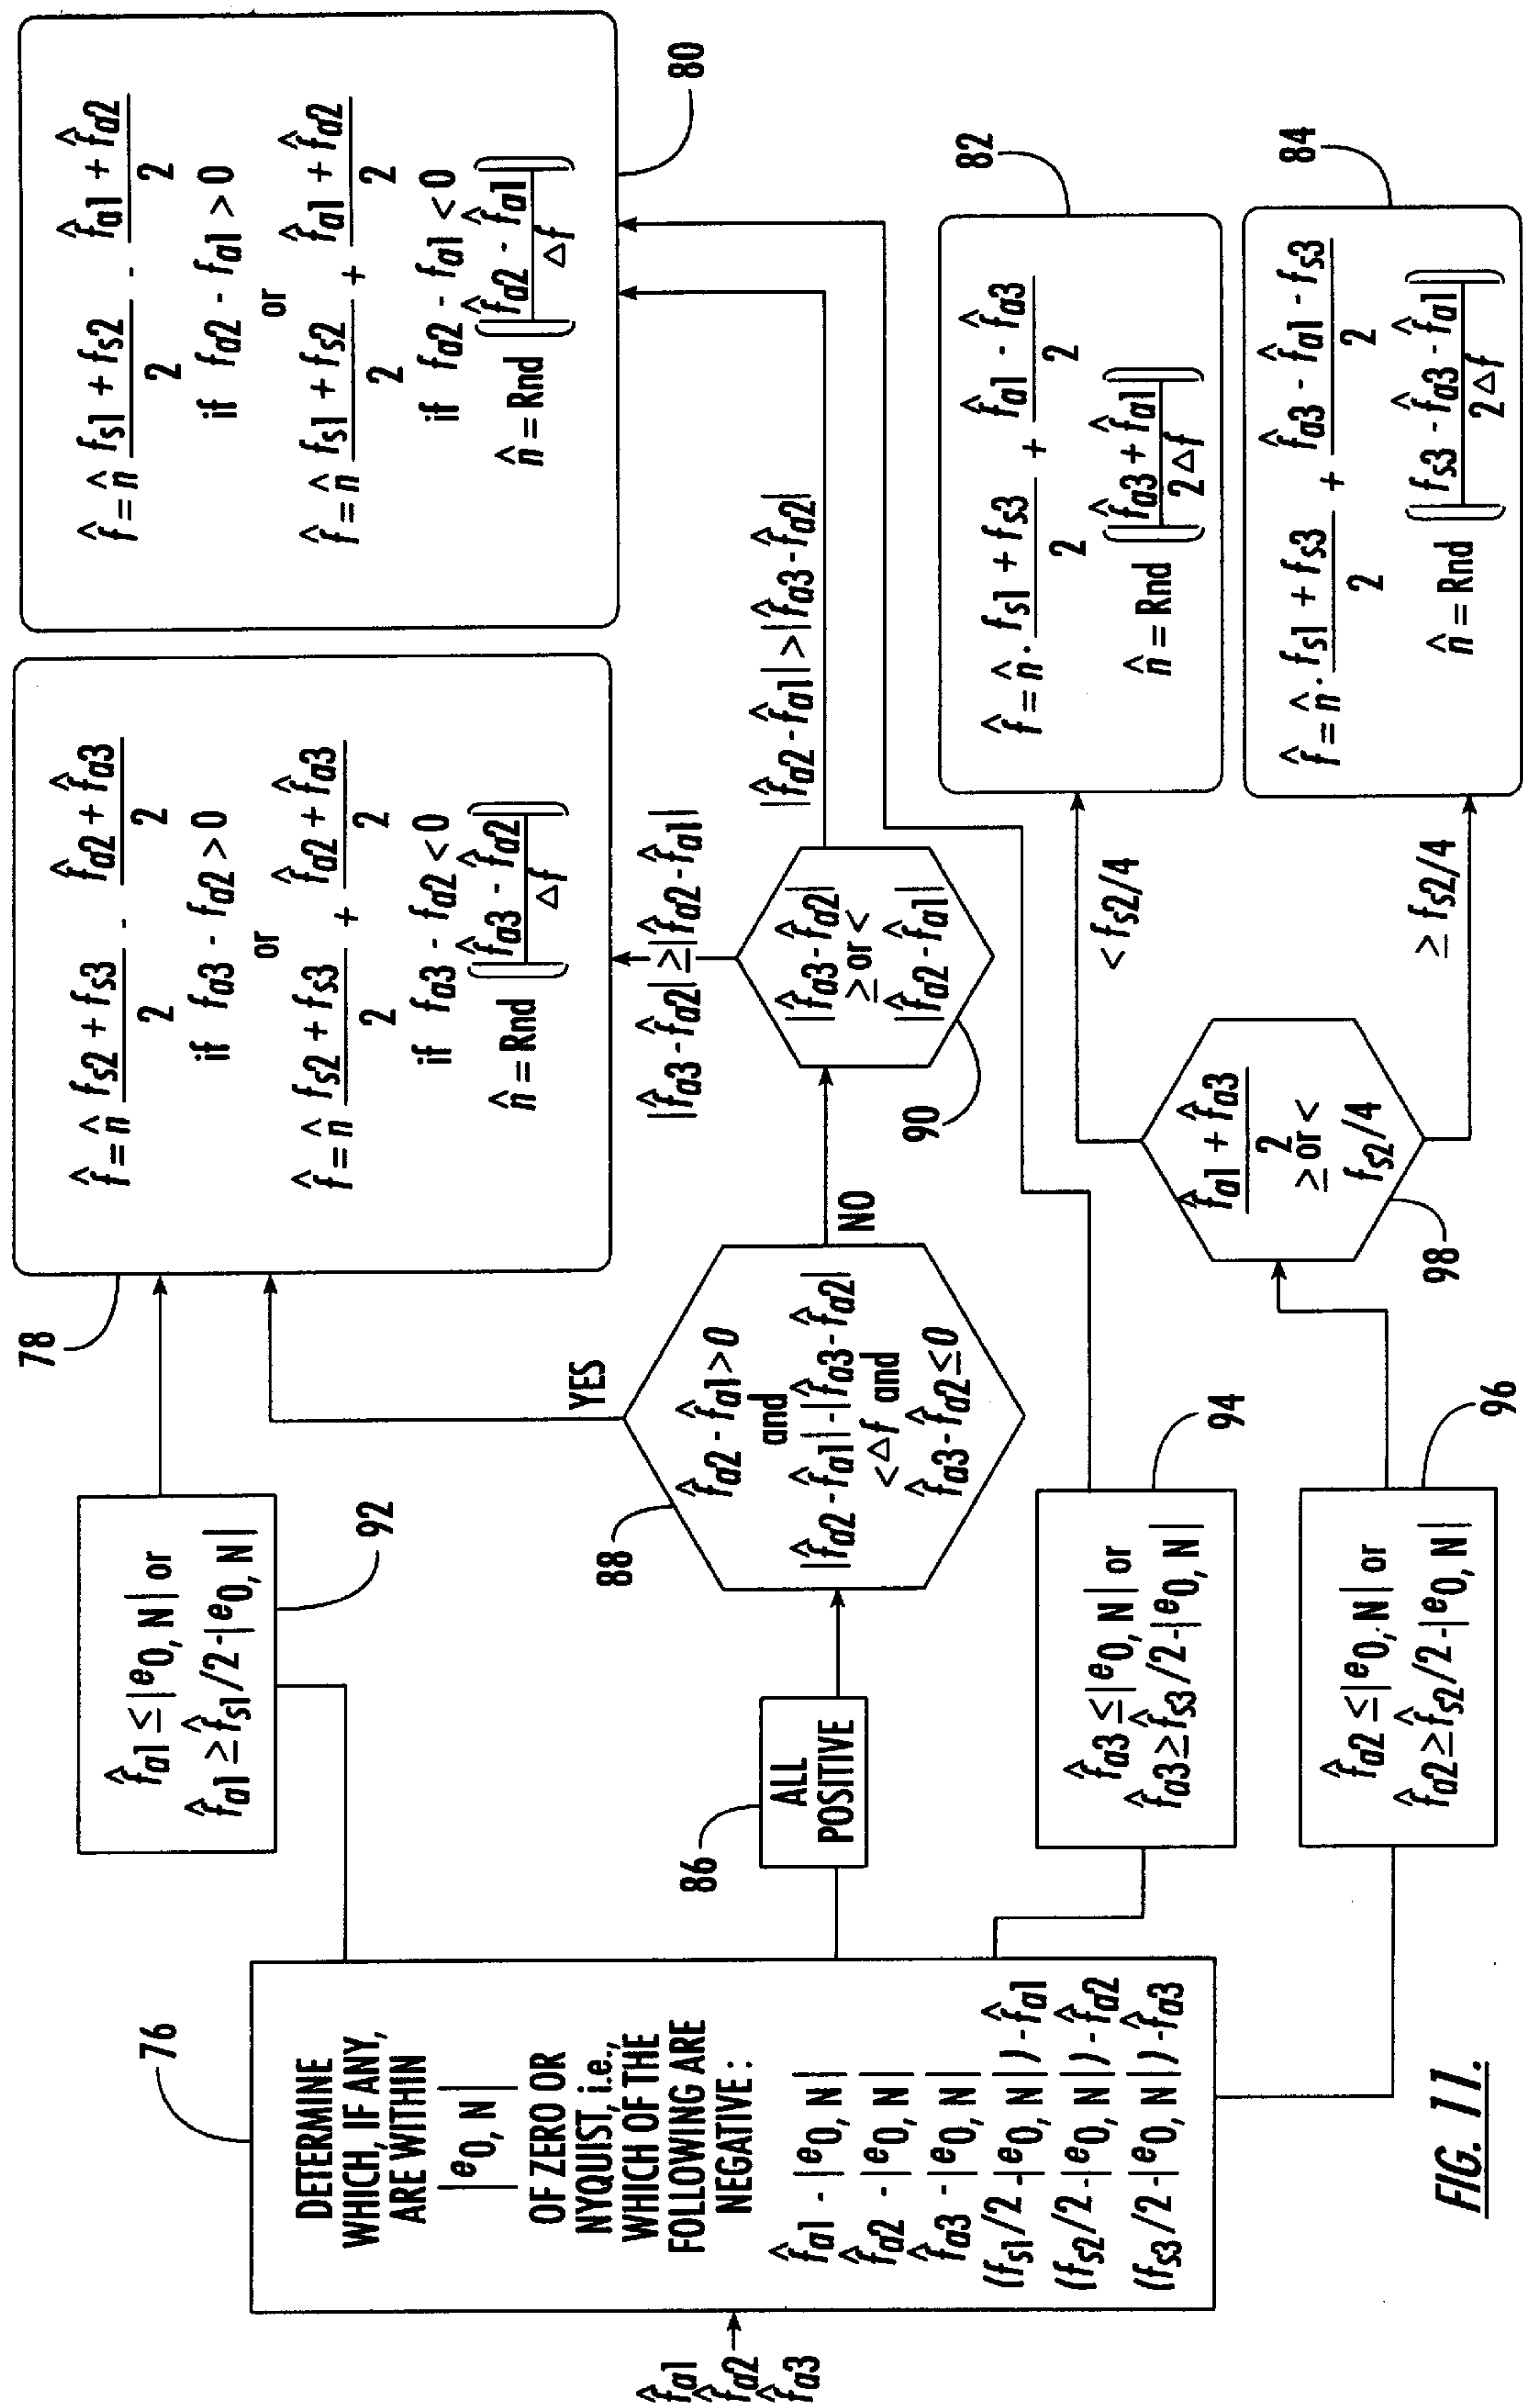 f̂a1
f̂a2
f̂a3
76
DETERMINE
WHICH, IF ANY,
ARE WITHIN
|e0, N|
OF ZERO OR
NYQUIST, i.e.,
WHICH OF THE
FOLLOWING ARE
NEGATIVE:
f̂a1 - |e0, N|
f̂a2 - |e0, N|
f̂a3 - |e0, N|
(fs1/2-|e0, N|) - f̂a1
(fs2/2-|e0, N|) - f̂a2
(fs3/2-|e0, N|) - f̂a3
f̂a1 ≤ |e0, N| or
f̂a1 ≥ f̂s1/2-|e0, N|
92
86
ALL
POSITIVE
f̂a3 ≤ |e0, N| or
f̂a3 ≥ f̂s3/2-|e0, N|
94
f̂a2 ≤ |e0, N| or
f̂a2 ≥ f̂s2/2-|e0, N|
96
88
f̂a2 - f̂a1 > 0
and
|f̂a2 - f̂a1| - |f̂a3 - f̂a2|
< Δf and
f̂a3 - f̂a2 ≤ 0
YES
NO
90
|f̂a3 - f̂a2|
≥ or <
|f̂a2 - f̂a1|
|f̂a3 - f̂a2| ≥ |f̂a2 - f̂a1|
|f̂a2 - f̂a1| > |f̂a3 - f̂a2|
98
f̂a1 + f̂a3
2
≥ or <
fs2/4
< fs2/4
≥ fs2/4
78
f̂ = n̂ fs2 + fs3 - f̂a2 + f̂a3
2 2
if fa3 - fa2 > 0
or
f̂ = n̂ fs2 + fs3 + f̂a2 + f̂a3
2 2
if fa3 - fa2 < 0
n̂ = Rnd [f̂a3 - f̂a2]
Δf
80
f̂ = n̂ fs1 + fs2 - f̂a1 + f̂a2
2 2
if fa2 - fa1 > 0
or
f̂ = n̂ fs1 + fs2 + f̂a1 + f̂a2
2 2
if fa2 - fa1 < 0
n̂ = Rnd [f̂a2 - f̂a1]
Δf
82
f̂ = n̂ · fs1 + fs3 + f̂a1 - f̂a3
2 2
n̂ = Rnd [f̂a3 + f̂a1]
2Δf
84
f̂ = n̂ · fs1 + fs3 + f̂a3 - f̂a1 - fs3
2 2
n̂ = Rnd [fs3 - f̂a3 - f̂a1]
2Δf
FIG. 11.